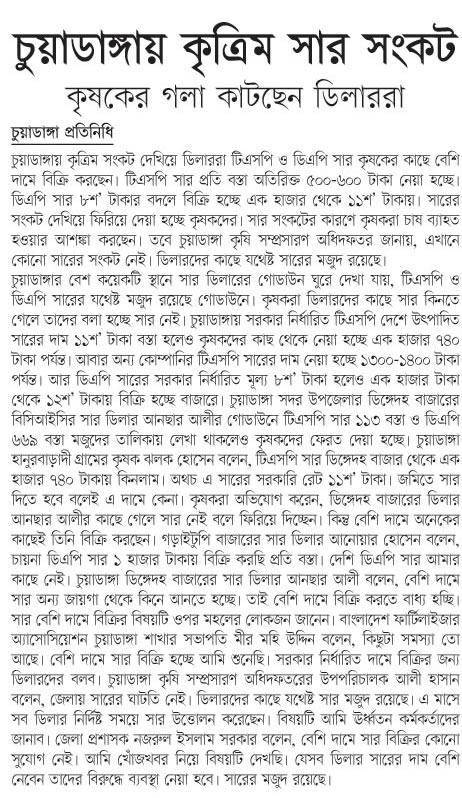 চুয়াডাঙ্গায় কৃত্রিম সার সংকট
কৃষকের গলা কাটছেন ডিলাররা
চুয়াডাঙ্গা প্রতিনিধি
চুয়াডাঙ্গায় কৃত্রিম সংকট দেখিয়ে ডিলাররা টিএসপি ও ডিএপি সার কৃষকের কাছে বেশি
দামে বিক্রি করছেন। টিএসপি সার প্রতি বস্তা অতিরিক্ত ৫০০-৬০০ টাকা নেয়া হচ্ছে।
ডিএপি সার ৮শ’ টাকার বদলে বিক্রি হচ্ছে এক হাজার থেকে ১১শ’ টাকায়। সারের
সংকট দেখিয়ে ফিরিয়ে দেয়া হচ্ছে কৃষকদের। সার সংকটের কারণে কৃষকরা চাষ ব্যাহত
হওয়ার আশঙ্কা করছেন। তবে চুয়াডাঙ্গা কৃষি সম্প্রসারণ অধিদফতর জানায়, এখানে
কোনো সারের সংকট নেই। ডিলারদের কাছে যথেষ্ট সারের মজুদ রয়েছে।
চুয়াডাঙ্গার বেশ কয়েকটি স্থানে সার ডিলারের গোডাউন ঘুরে দেখা যায়, টিএসপি ও
ডিএপি সারের যথেষ্ট মজুদ রয়েছে গোডাউনে। কৃষকরা ডিলারদের কাছে সার কিনতে
গেলে তাদের বলা হচ্ছে সার নেই। চুয়াডাঙ্গায় সরকার নির্ধারিত টিএসপি দেশে উৎপাদিত
সারের দাম ১১শ’ টাকা বস্তা হলেও কৃষকদের কাছ থেকে নেয়া হচ্ছে এক হাজার ৭৪০
টাকা পর্যন্ত। আবার অন্য কোম্পানির টিএসপি সারের দাম নেয়া হচ্ছে ১৩০০-১৪০০ টাকা
পর্যন্ত। আর ডিএপি সারের সরকার নির্ধারিত মূল্য ৮শ’ টাকা হলেও এক হাজার টাকা
থেকে ১২শ’ টাকায় বিক্রি হচ্ছে বাজারে। চুয়াডাঙ্গা সদর উপজেলার ডিঙ্গেদহ বাজারের
বিসিআইসির সার ডিলার আনছার আলীর গোডাউনে টিএসপি সার ১১৩ বস্তা ও ডিএপি
৬৬৯ বস্তা মজুদের তালিকায় লেখা থাকলেও কৃষকদের ফেরত দেয়া হচ্ছে। চুয়াডাঙ্গা
হানুরবাড়াদী গ্রামের কৃষক ঝলক হোসেন বলেন, টিএসপি সার ডিঙ্গেদহ বাজার থেকে এক
হাজার ৭৪০ টাকায় কিনলাম। অথচ এ সারের সরকারি রেট ১১শ’ টাকা। জমিতে সার
দিতে হবে বলেই এ দামে কেনা। কৃষকরা অভিযোগ করেন, ডিঙ্গেদহ বাজারের ডিলার
আনছার আলীর কাছে গেলে সার নেই বলে ফিরিয়ে দিচ্ছেন। কিন্তু বেশি দামে অনেকের
কাছেই তিনি বিক্রি করছেন। গড়াইটুপি বাজারের সার ডিলার আনোয়ার হোসেন বলেন,
চায়না ডিএপি সার ১ হাজার টাকায় বিক্রি করছি প্রতি বস্তা। দেশি ডিএপি সার আমার
কাছে নেই। চুয়াডাঙ্গা ডিঙ্গেদহ বাজারের সার ডিলার আনছার আলী বলেন, বেশি দামে
সার অন্য জায়গা থেকে কিনে আনতে হচ্ছে। তাই বেশি দামে বিক্রি করতে বাধ্য হচ্ছি।
সার বেশি দামে বিক্রির বিষয়টি ওপর মহলের লোকজন জানেন। বাংলাদেশ ফার্টিলাইজার
অ্যাসোসিয়েশন চুয়াডাঙ্গা শাখার সভাপতি মীর মহি উদ্দিন বলেন, কিছুটা সমস্যা তো
আছে। বেশি দামে সার বিক্রি হচ্ছে আমি শুনেছি। সরকার নির্ধারিত দামে বিক্রির জন্য
ডিলারদের বলব। চুয়াডাঙ্গা কৃষি সম্প্রসারণ অধিদফতরের উপপরিচালক আলী হাসান
বলেন, জেলায় সারের ঘাটতি নেই। ডিলারদের কাছে যথেষ্ট সার মজুদ রয়েছে। এ মাসে
সব ডিলার নির্দিষ্ট সময়ে সার উত্তোলন করেছেন। বিষয়টি আমি ঊর্ধ্বতন কর্মকর্তাদের
জানাব। জেলা প্রশাসক নজরুল ইসলাম সরকার বলেন, বেশি দামে সার বিক্রির কোনো
সুযোগ নেই। আমি খোঁজখবর নিয়ে বিষয়টি দেখছি। যেসব ডিলার সারের দাম বেশি
নেবেন তাদের বিরুদ্ধে ব্যবস্থা নেয়া হবে। সারের মজুদ রয়েছে।